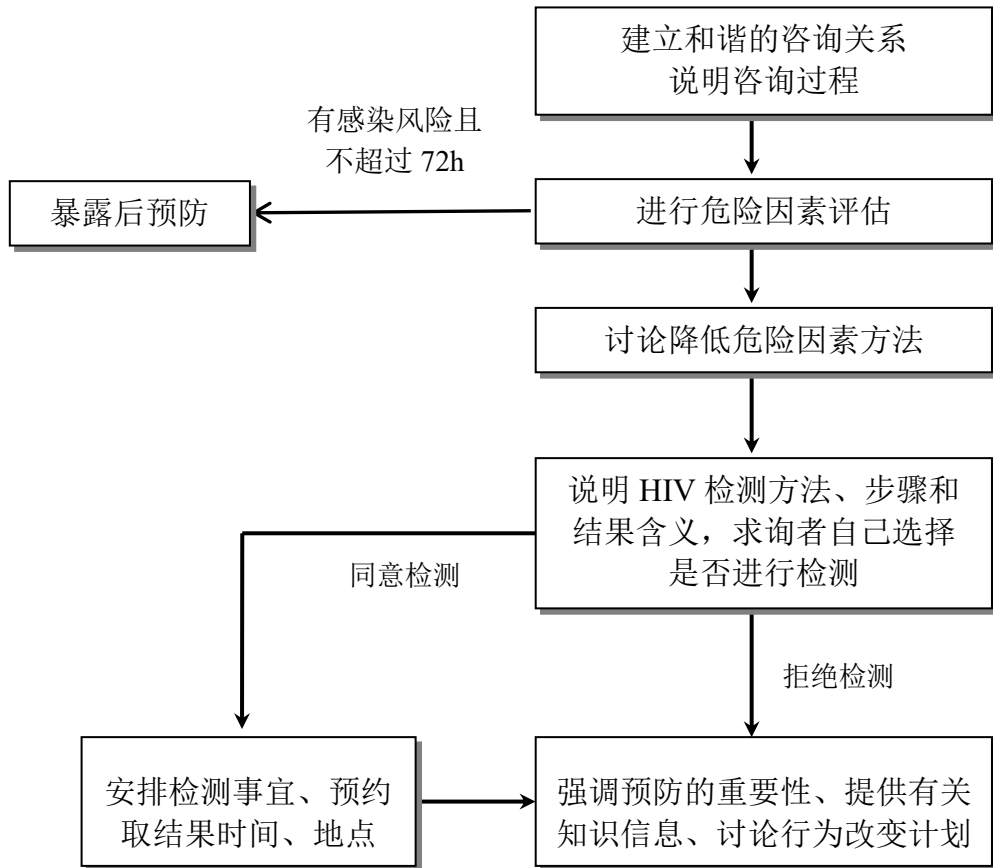 建立和谐的咨询关系
说明咨询过程
有感染风险且
不超过 72h
暴露后预防
进行危险因素评估
讨论降低危险因素方法
说明 HIV 检测方法、步骤和
结果含义，求询者自己选择
是否进行检测
同意检测
拒绝检测
安排检测事宜、预约
取结果时间、地点
强调预防的重要性、提供有关
知识信息、讨论行为改变计划